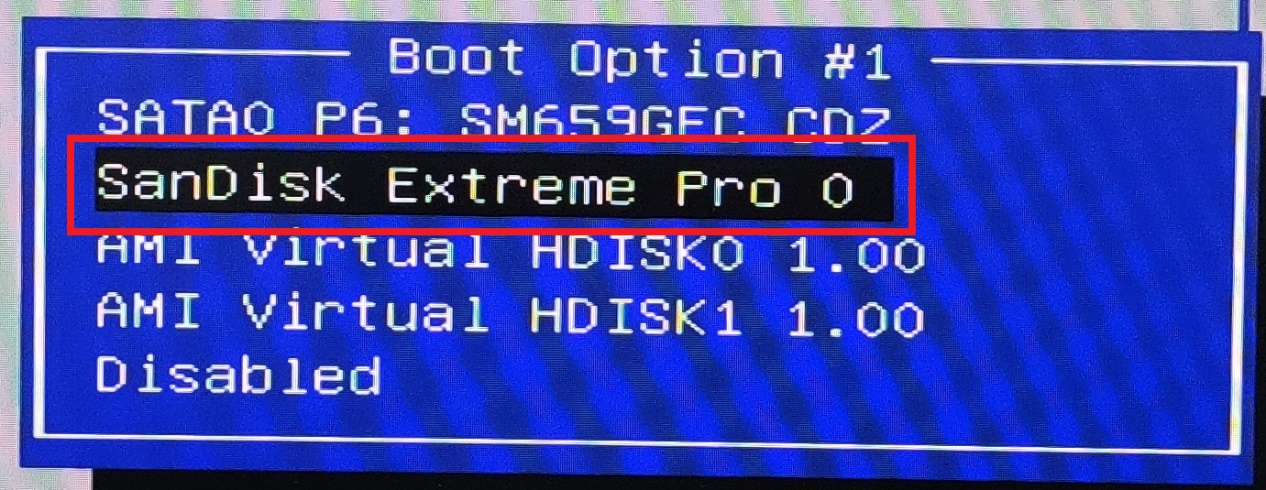 Boot Option #1
SATA0 P6: SM659GEC CDZ
SanDisk Extreme Pro 0
AMI Virtual HDISK0 1.00
AMI Virtual HDISK1 1.00
Disabled